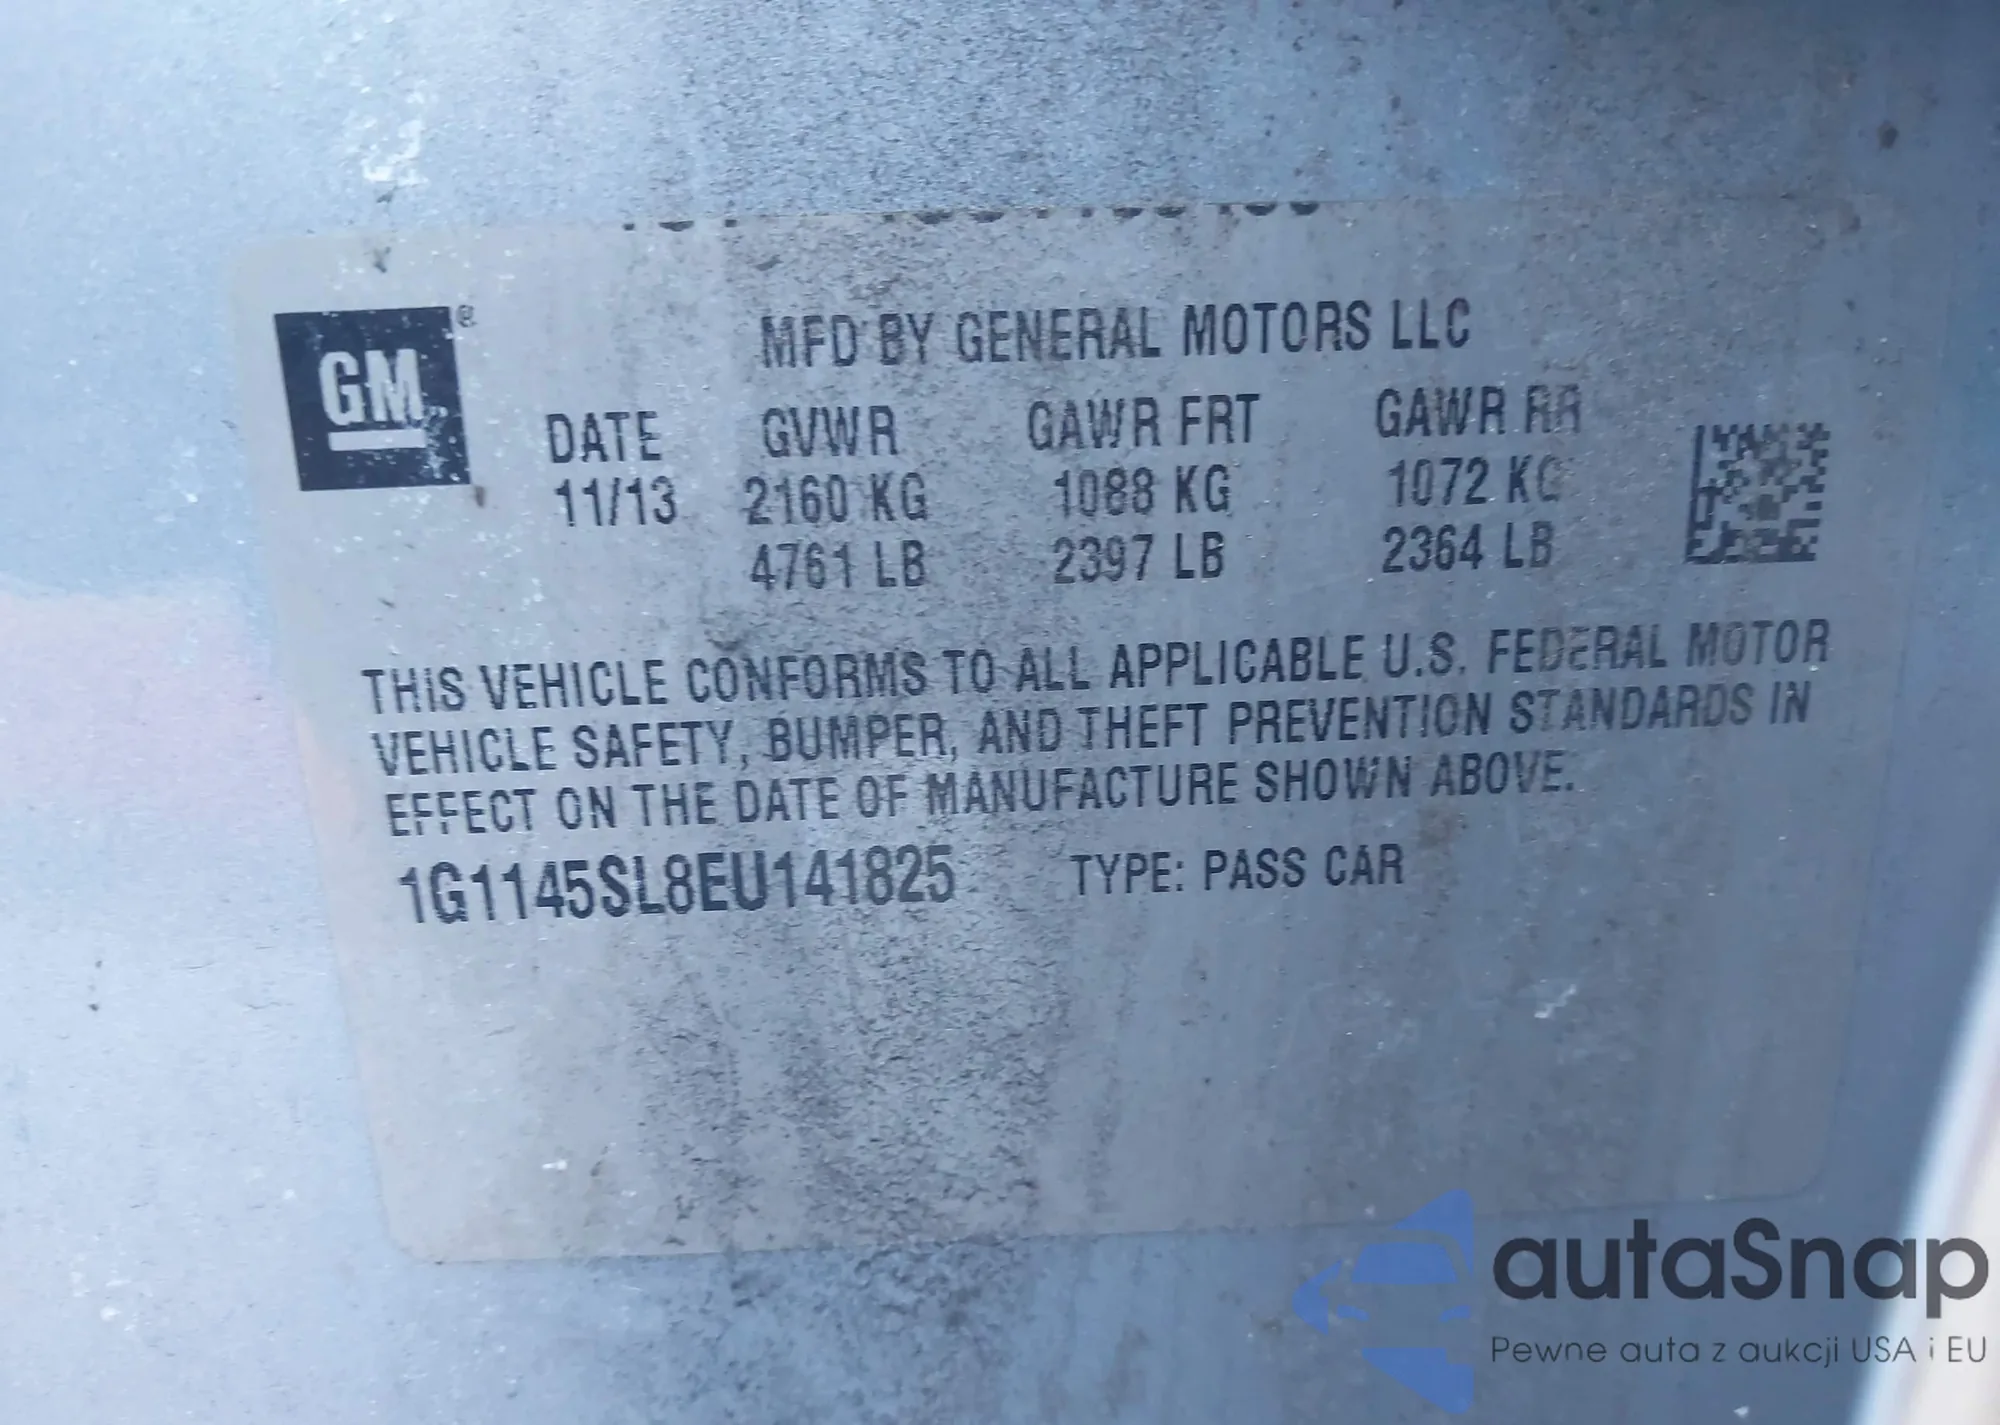 GM®
MFD BY GENERAL MOTORS LLC
DATE GVWR GAWR FRT GAWR RR
11/13 2160 KG 1088 KG 1072 KG
4761 LB 2397 LB 2364 LB
THIS VEHICLE CONFORMS TO ALL APPLICABLE U.S. FEDERAL MOTOR
VEHICLE SAFETY, BUMPER, AND THEFT PREVENTION STANDARDS IN
EFFECT ON THE DATE OF MANUFACTURE SHOWN ABOVE.
1G1145SL8EU141825 TYPE: PASS CAR
autaSnap
Pewne auta z aukcji USA i EU